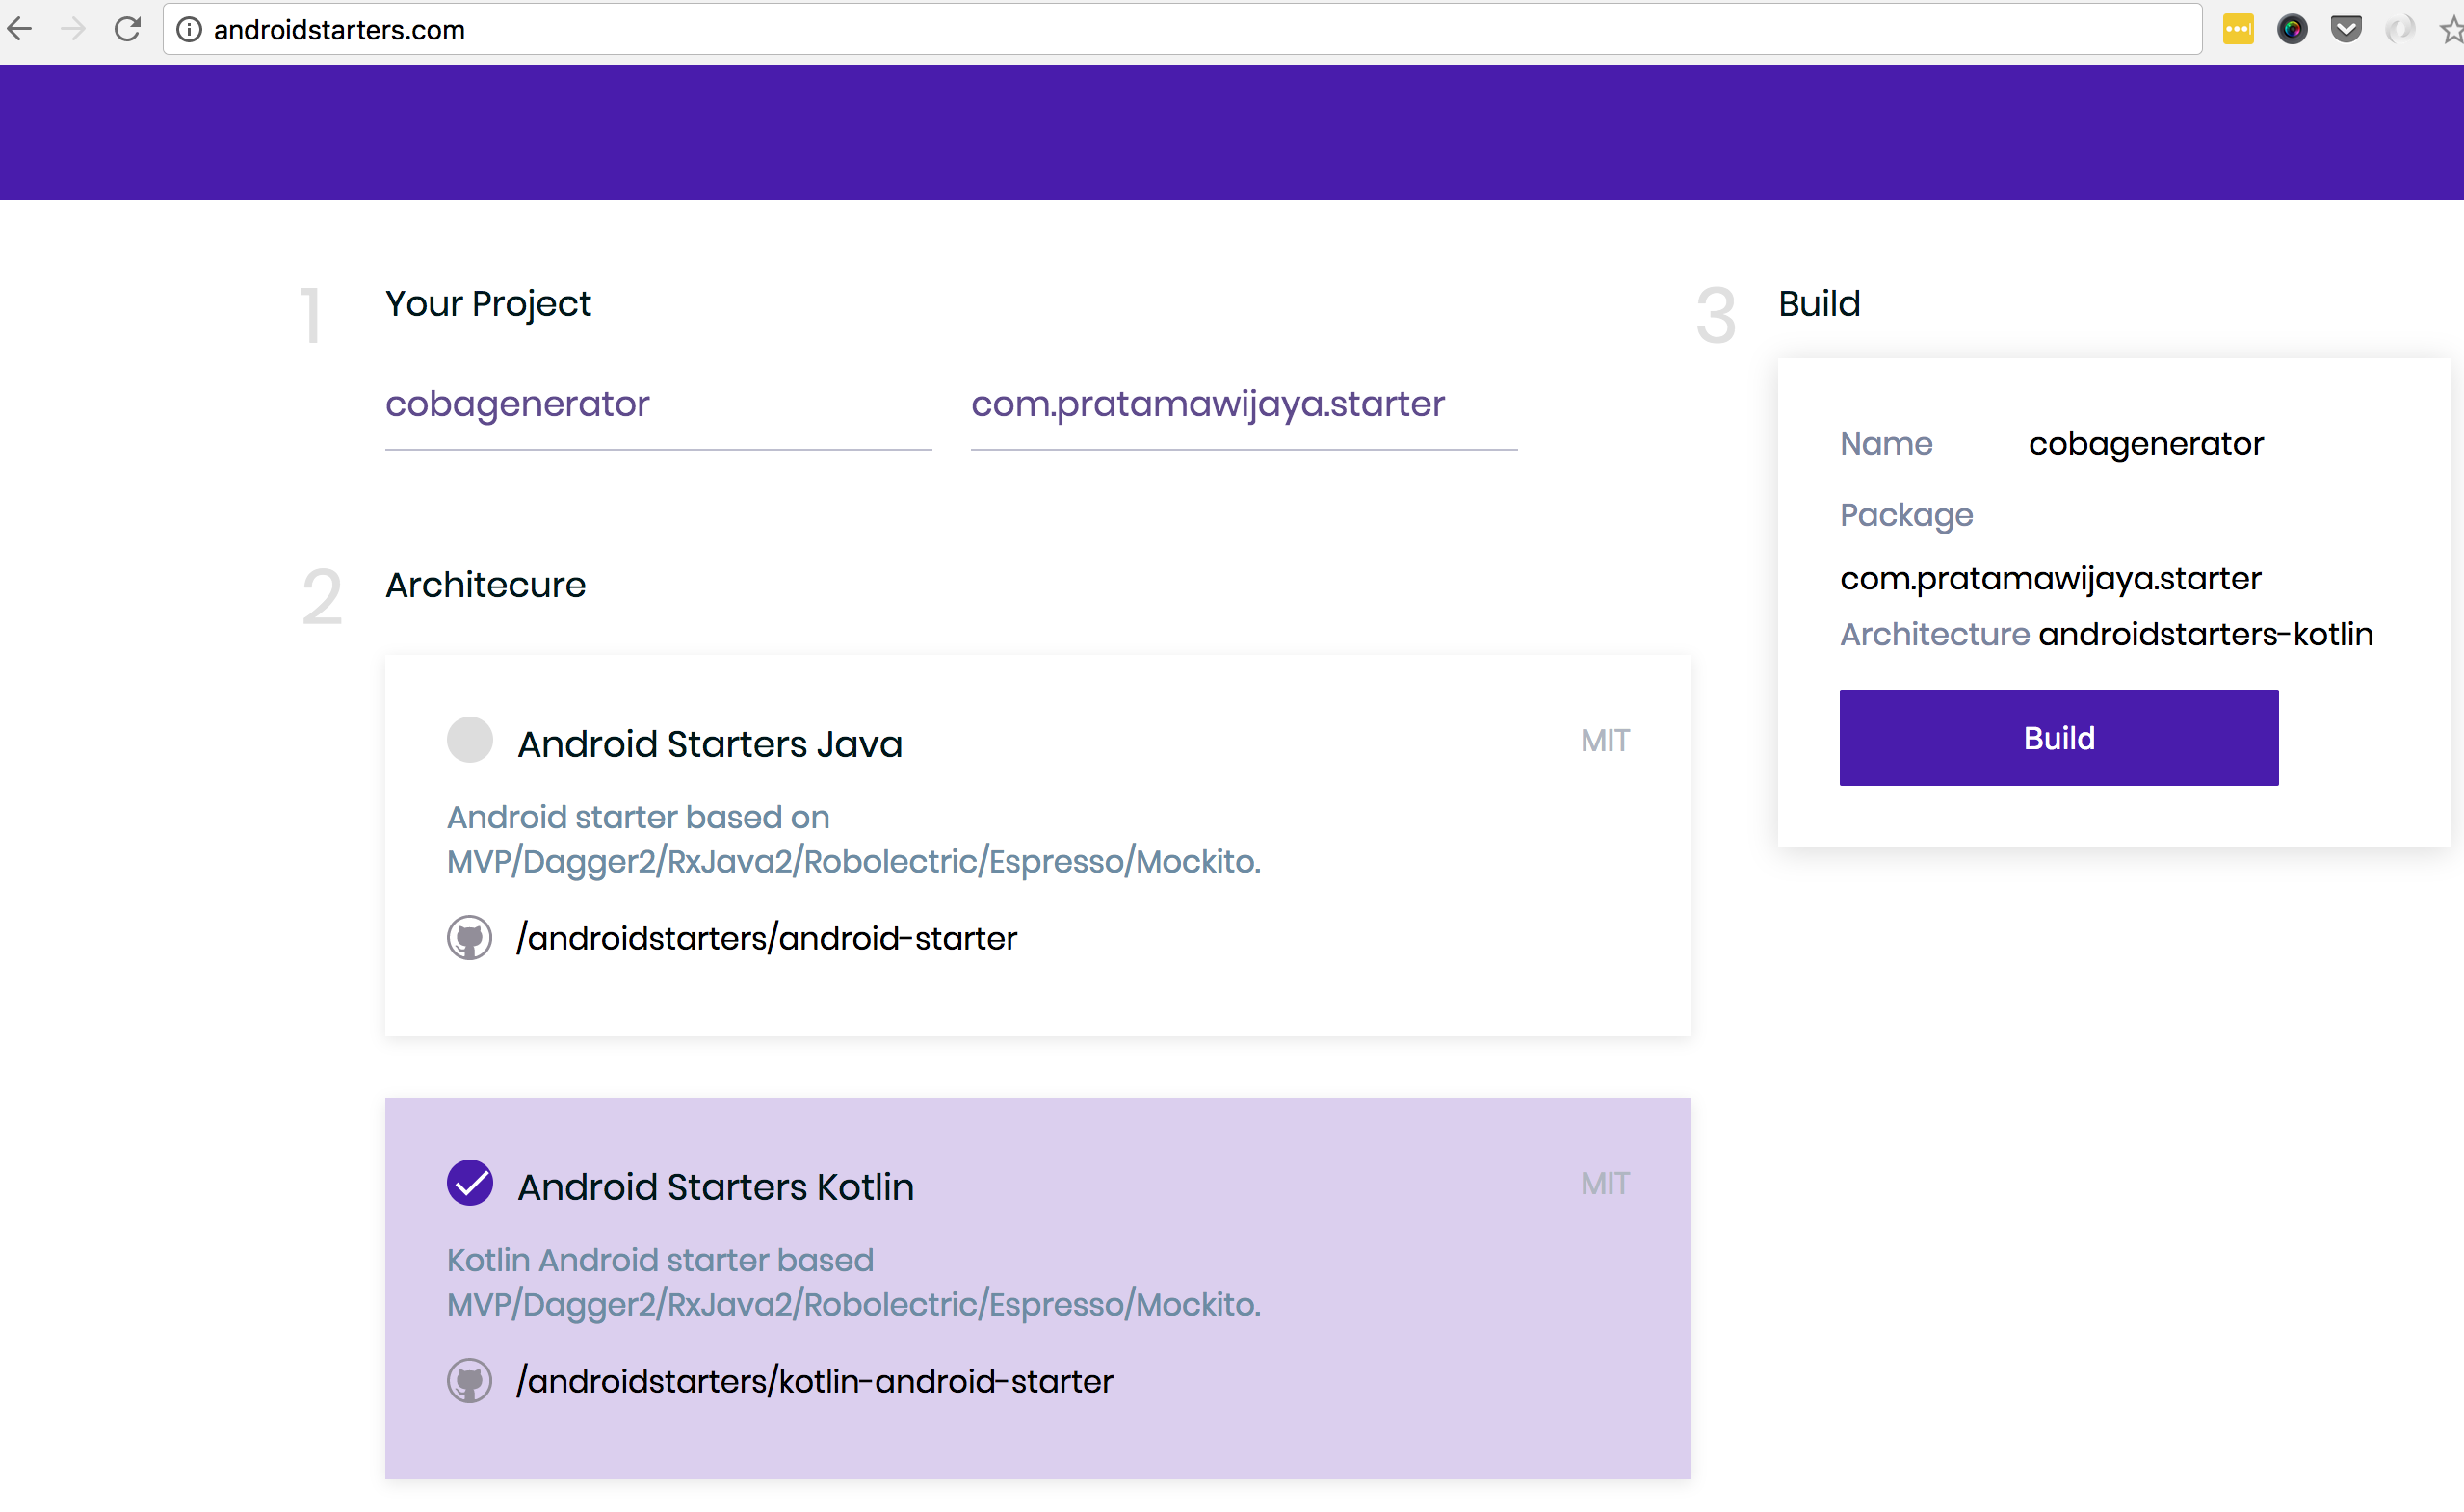 androidstarters.com
1
Your Project
cobagenerator
com.pratamawijaya.starter
2
Architecure
Android Starters Java
MIT
Android starter based on
MVP/Dagger2/RxJava2/Robolectric/Espresso/Mockito.
/androidstarters/android-starter
Android Starters Kotlin
MIT
Kotlin Android starter based
MVP/Dagger2/RxJava2/Robolectric/Espresso/Mockito.
/androidstarters/kotlin-android-starter
3
Build
Name cobagenerator
Package
com.pratamawijaya.starter
Architecture androidstarters-kotlin
Build